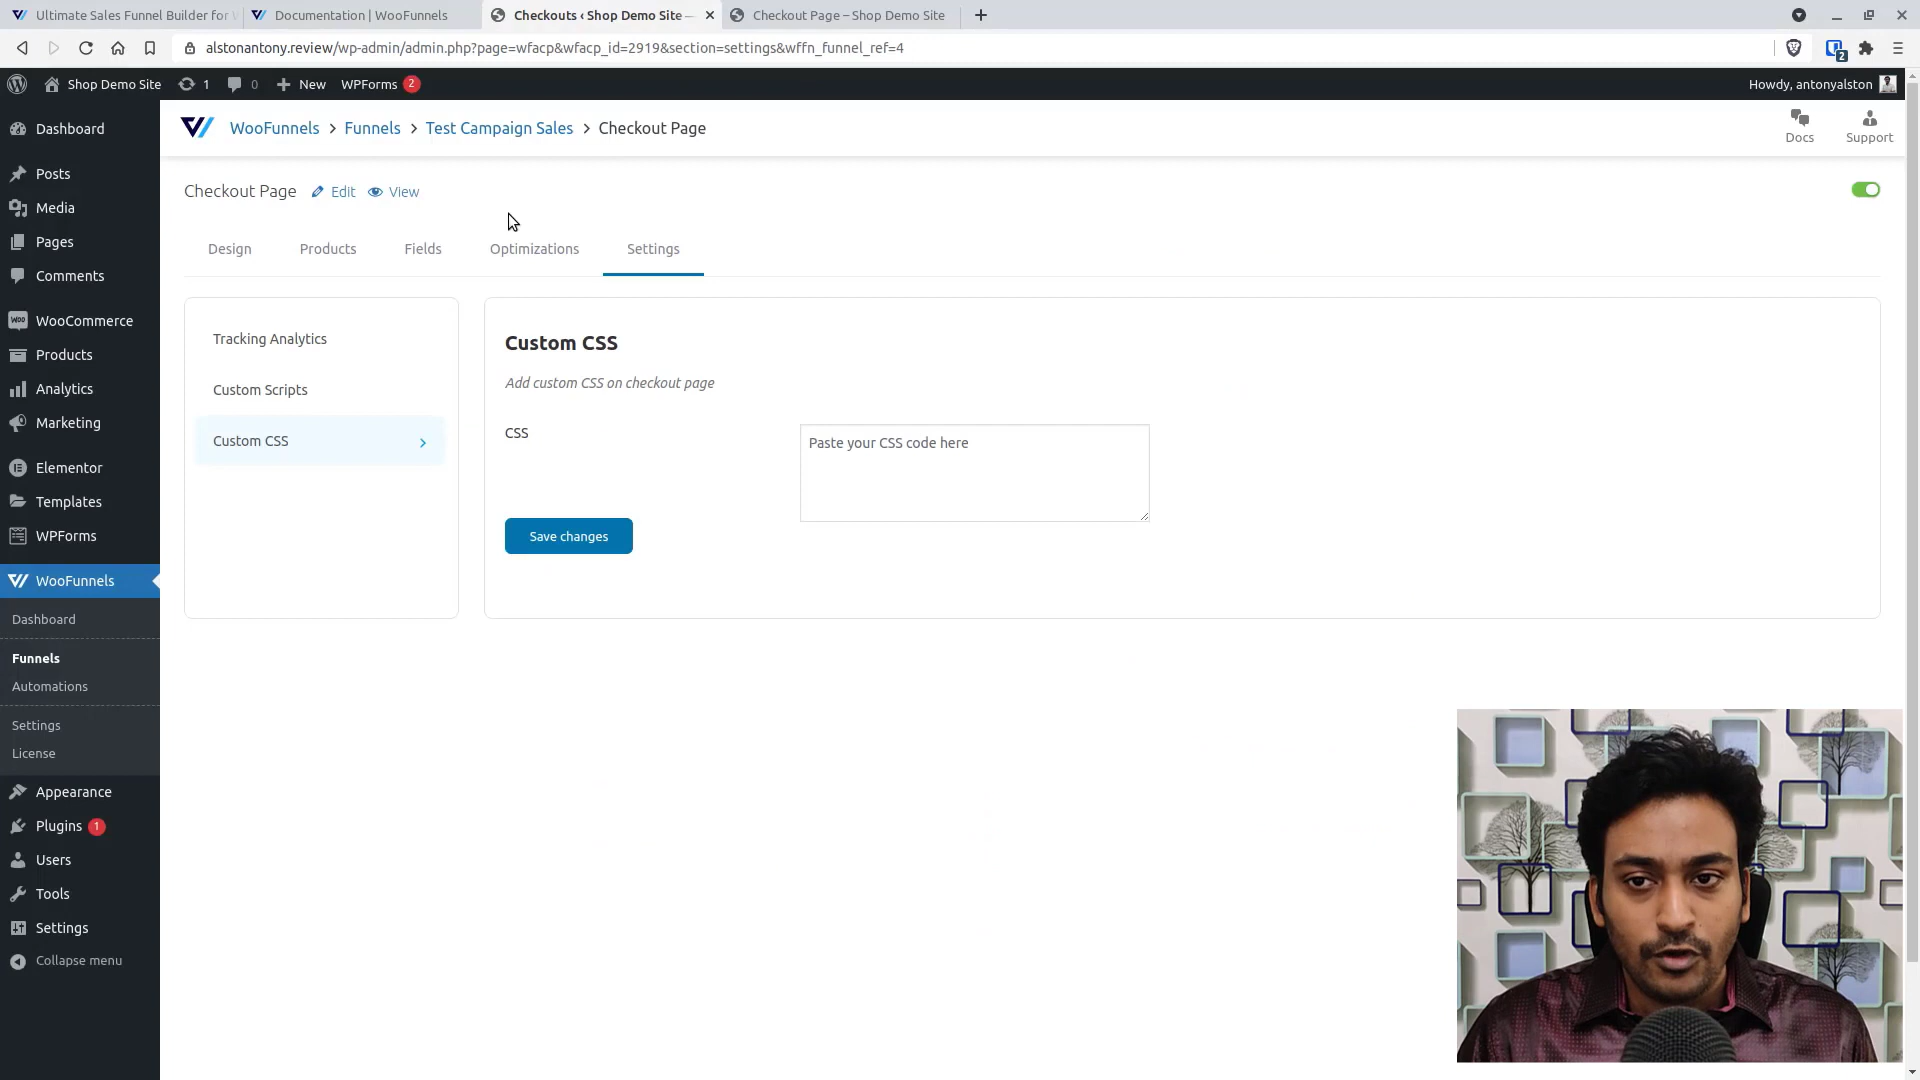 Ultimate Sales Funnel Builder for W
Documentation | WooFunnels
Checkouts ‹ Shop Demo Site —
Checkout Page – Shop Demo Site
alstonantony.review/wp-admin/admin.php?page=wfacp&wfacp_id=2919&section=settings&wffn_funnel_ref=4
2
Shop Demo Site
1
0
New
WPForms 2
Howdy, antonyalston
Dashboard
Posts
Media
Pages
Comments
WooCommerce
Products
Analytics
Marketing
Elementor
Templates
WPForms
WooFunnels
Dashboard
Funnels
Automations
Settings
License
Appearance
Plugins 1
Users
Tools
Settings
Collapse menu
WooFunnels > Funnels > Test Campaign Sales > Checkout Page
Docs
Support
Checkout Page Edit View
Design
Products
Fields
Optimizations
Settings
Tracking Analytics
Custom Scripts
Custom CSS
Custom CSS
Add custom CSS on checkout page
CSS
Paste your CSS code here
Save changes